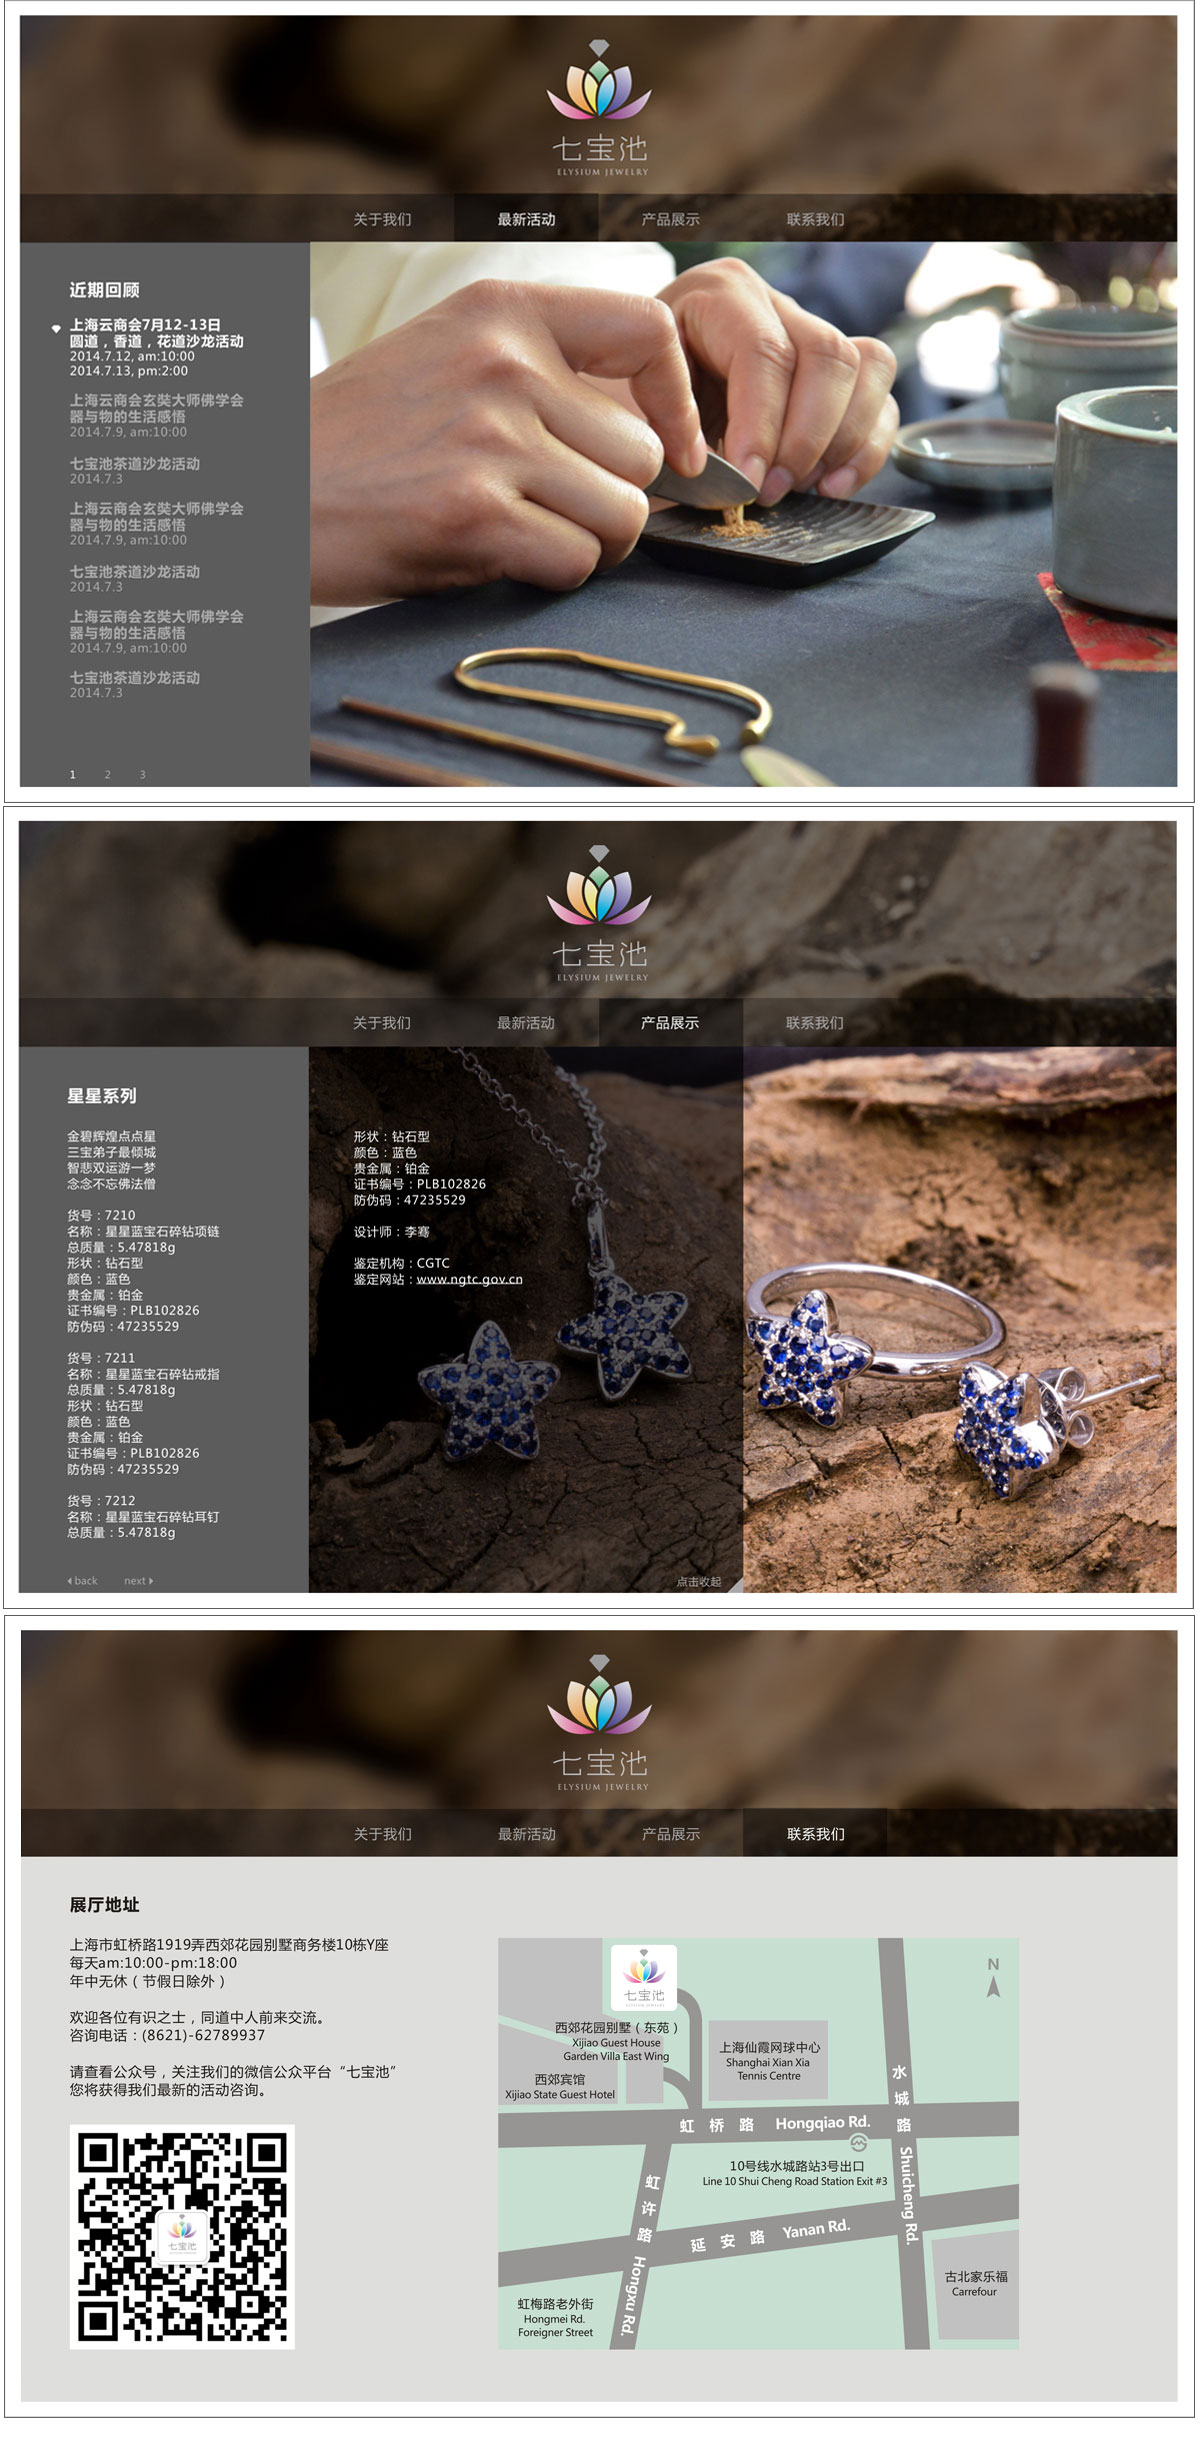 七宝池
ELYSIUM JEWELRY
关于我们
最新活动
产品展示
联系我们
近期回顾
上海云商会7月12-13日
圆道，香道，花道沙龙活动
2014.7.12, am:10:00
2014.7.13, pm:2:00
上海云商会玄奘大师佛学会
器与物的生活感悟
2014.7.9, am:10:00
七宝池茶道沙龙活动
2014.7.3
上海云商会玄奘大师佛学会
器与物的生活感悟
2014.7.9, am:10:00
七宝池茶道沙龙活动
2014.7.3
上海云商会玄奘大师佛学会
器与物的生活感悟
2014.7.9, am:10:00
七宝池茶道沙龙活动
2014.7.3
1 2 3
七宝池
ELYSIUM JEWELRY
关于我们
最新活动
产品展示
联系我们
星星系列
金碧辉煌点点星
三宝弟子最倾城
智悲双运游一梦
念念不忘佛法僧
货号：7210
名称：星星蓝宝石碎钻项链
总质量：5.47818g
形状：钻石型
颜色：蓝色
贵金属：铂金
证书编号：PLB102826
防伪码：47235529
货号：7211
名称：星星蓝宝石碎钻戒指
总质量：5.47818g
形状：钻石型
颜色：蓝色
贵金属：铂金
证书编号：PLB102826
防伪码：47235529
货号：7212
名称：星星蓝宝石碎钻耳钉
总质量：5.47818g
back next
形状：钻石型
颜色：蓝色
贵金属：铂金
证书编号：PLB102826
防伪码：47235529
设计师：李骞
鉴定机构：CGTC
鉴定网站：www.ngtc.gov.cn
点击收起
七宝池
ELYSIUM JEWELRY
关于我们
最新活动
产品展示
联系我们
展厅地址
上海市虹桥路1919弄西郊花园别墅商务楼10栋Y座
每天am:10:00-pm:18:00
年中无休（节假日除外）
欢迎各位有识之士，同道中人前来交流。
咨询电话：(8621)-62789937
请查看公众号，关注我们的微信公众平台“七宝池”
您将获得我们最新的活动咨询。
七宝池
七宝池
N
西郊花园别墅（东苑）
Xijiao Guest House
Garden Villa East Wing
西郊宾馆
Xijiao State Guest Hotel
上海仙霞网球中心
Shanghai Xian Xia
Tennis Centre
水城路 Shuicheng Rd.
虹桥路 Hongqiao Rd.
10号线水城路站3号出口
Line 10 Shui Cheng Road Station Exit #3
虹许路 Hongxu Rd.
延安路 Yanan Rd.
古北家乐福
Carrefour
虹梅路老外街
Hongmei Rd.
Foreigner Street